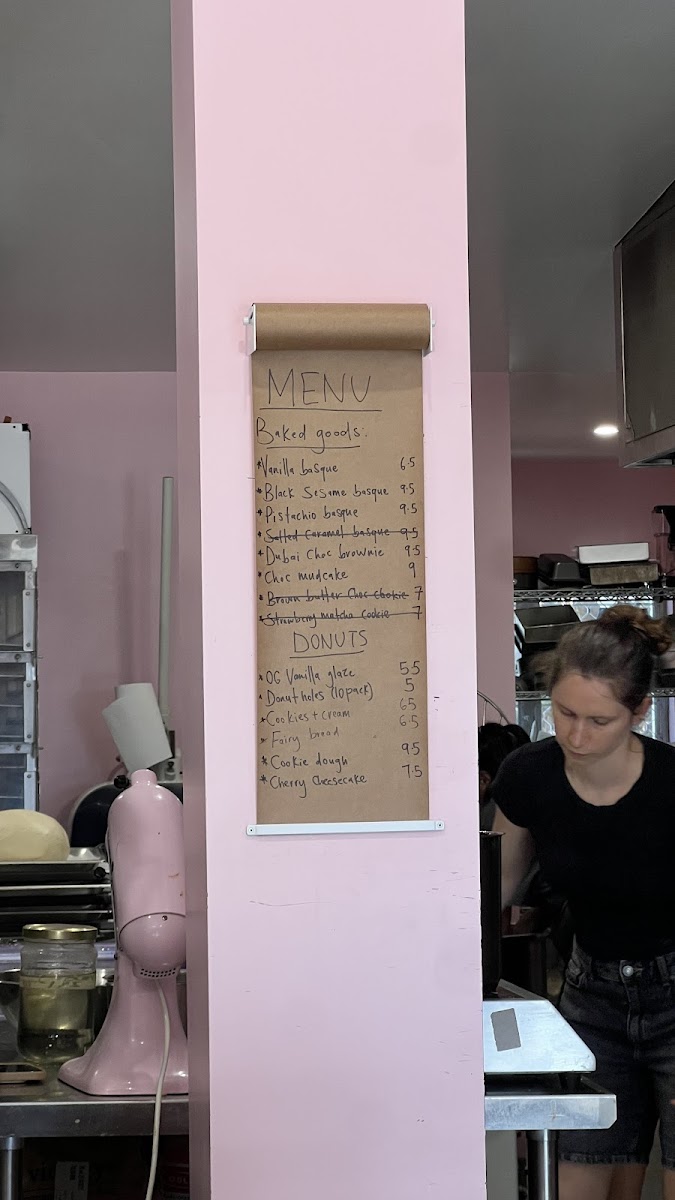 MENU
Baked goods:
* Vanilla basque 6.5
* Black Sesame basque 9.5
* Pistachio basque 9.5
* Salted Caramel basque 9.5
* Dubai Choc brownie 9.5
* Choc mudcake 9
* Brown butter Choc Cookie 7
* Strawberry matcha Cookie 7
DONUTS
* OG Vanilla glaze 5.5
* Donut holes (10 pack) 5
* Cookies + cream 6.5
* Fairy bread 6.5
* Cookie dough 9.5
* Cherry Cheesecake 7.5